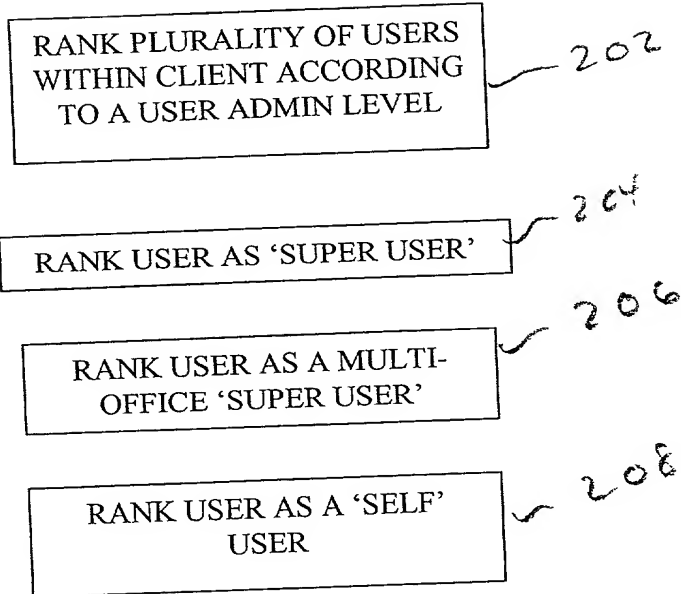 RANK PLURALITY OF USERS
WITHIN CLIENT ACCORDING
TO A USER ADMIN LEVEL
202
204
RANK USER AS ‘SUPER USER’
206
RANK USER AS A MULTI-
OFFICE ‘SUPER USER’
208
RANK USER AS A ‘SELF’
USER